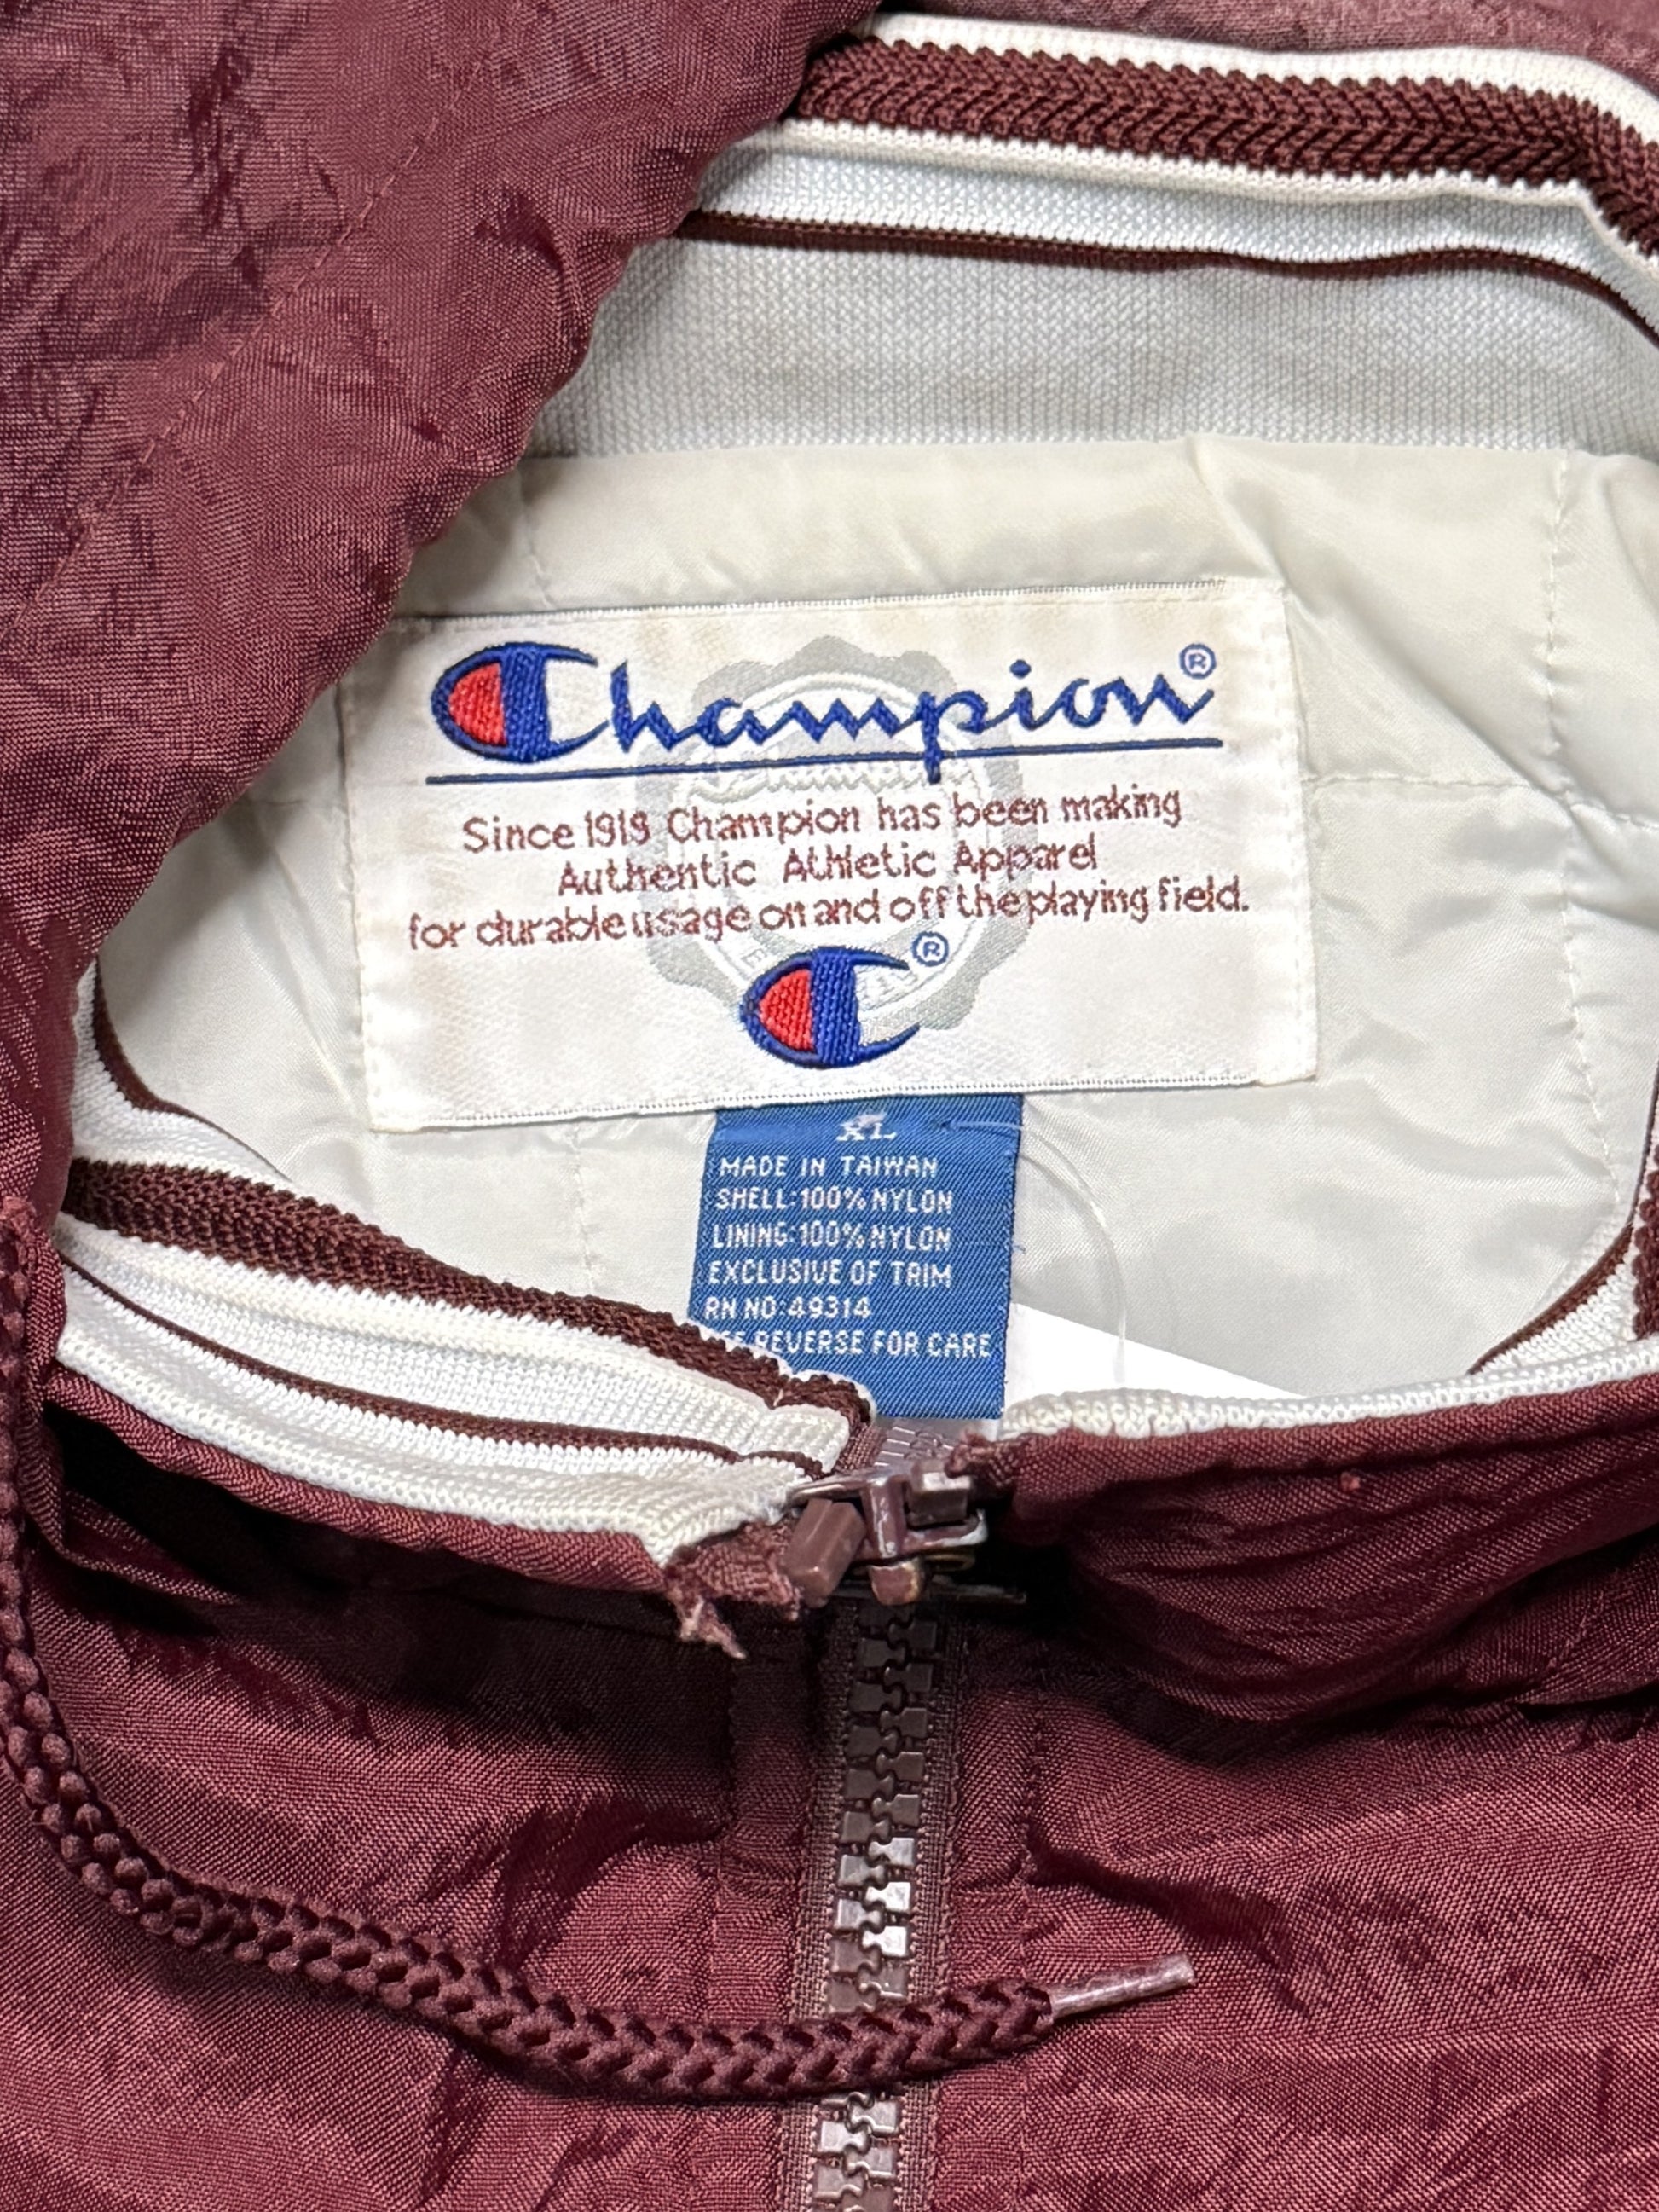 Champion®
Since 1919 Champion has been making
Authentic Athletic Apparel
for durable usage on and off the playing field.
®
XL
MADE IN TAIWAN
SHELL:100% NYLON
LINING:100% NYLON
EXCLUSIVE OF TRIM
RN NO:49314
REVERSE FOR CARE